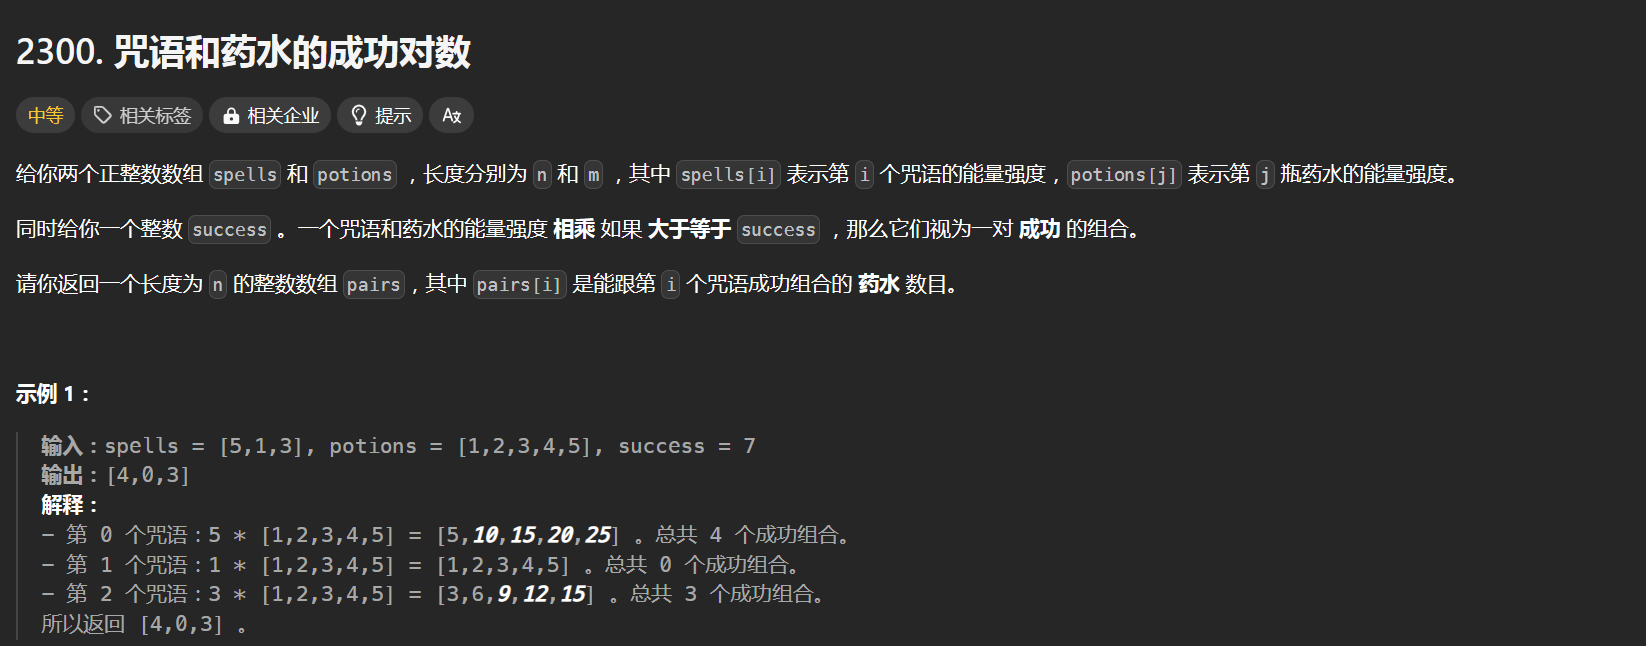 2300. 咒语和药水的成功对数
中等 相关标签 相关企业 提示 A文
给你两个正整数数组 spells 和 potions ，长度分别为 n 和 m ，其中 spells[i] 表示第 i 个咒语的能量强度，potions[j] 表示第 j 瓶药水的能量强度。
同时给你一个整数 success 。一个咒语和药水的能量强度 相乘 如果 大于等于 success ，那么它们视为一对 成功 的组合。
请你返回一个长度为 n 的整数数组 pairs，其中 pairs[i] 是能跟第 i 个咒语成功组合的 药水 数目。
示例 1：
输入：spells = [5,1,3], potions = [1,2,3,4,5], success = 7
输出：[4,0,3]
解释：
- 第 0 个咒语：5 * [1,2,3,4,5] = [5,10,15,20,25] 。总共 4 个成功组合。
- 第 1 个咒语：1 * [1,2,3,4,5] = [1,2,3,4,5] 。总共 0 个成功组合。
- 第 2 个咒语：3 * [1,2,3,4,5] = [3,6,9,12,15] 。总共 3 个成功组合。
所以返回 [4,0,3] 。